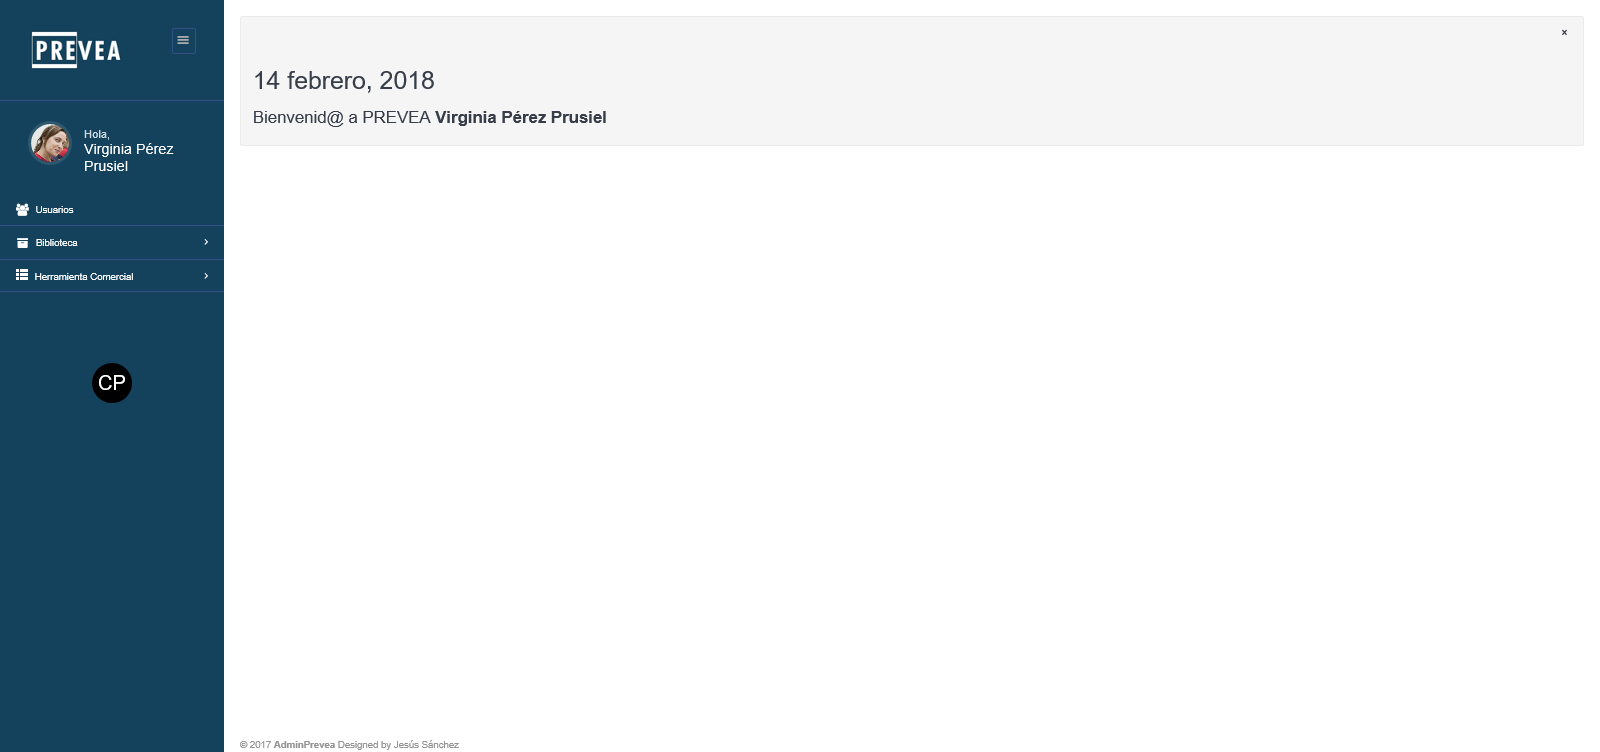 PREVEA
Hola,
Virginia Pérez
Prusiel
Usuarios
Biblioteca
Herramienta Comercial
CP
×
14 febrero, 2018
Bienvenid@ a PREVEA Virginia Pérez Prusiel
© 2017 AdminPrevea Designed by Jesús Sánchez